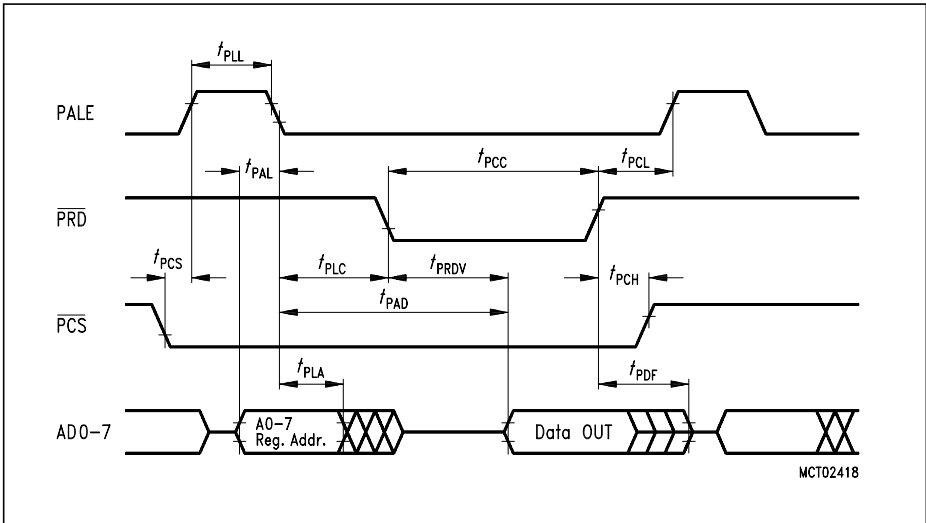 tPLL
PALE
tPCC
tPCL
tPAL
PRD
tPCS
tPLC
tPRDV
tPCH
tPAD
PCS
tPLA
tPDF
AD0-7
A0-7
Reg. Addr.
Data OUT
MCT02418